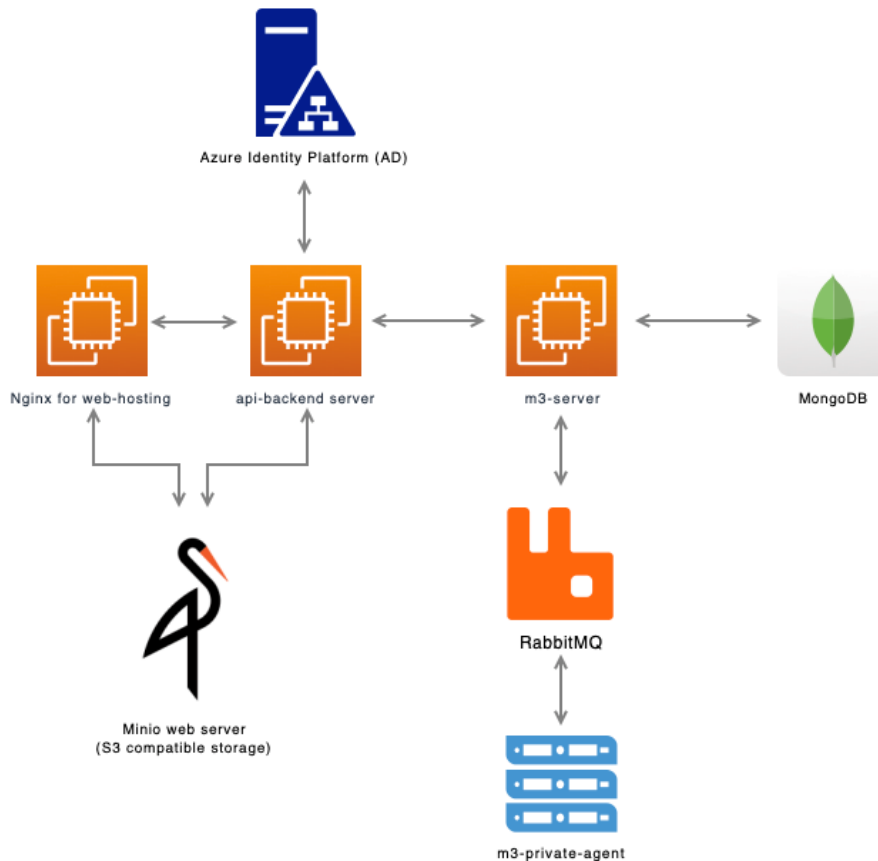 Azure Identity Platform (AD)
Nginx for web-hosting
api-backend server
m3-server
MongoDB
RabbitMQ
Minio web server
(S3 compatible storage)
m3-private-agent